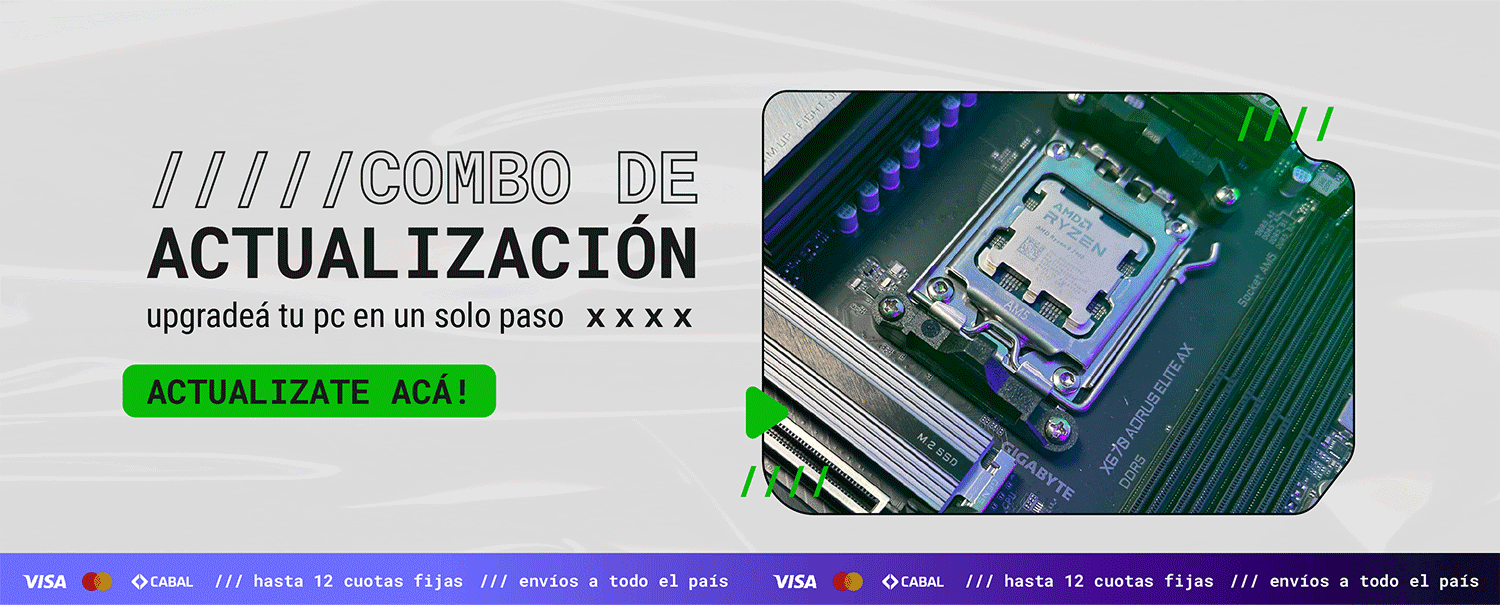 /////COMBO DE
ACTUALIZACIÓN
upgradeá tu pc en un solo paso x x x x
ACTUALIZATE ACÁ!
////
AMD
RYZEN
AM5
Socket AM5
X670 AORUS ELITE AX
DDR5
GIGABYTE
M.2 SSD
////
VISA CABAL /// hasta 12 cuotas fijas /// envíos a todo el país VISA CABAL /// hasta 12 cuotas fijas /// envíos a todo el país